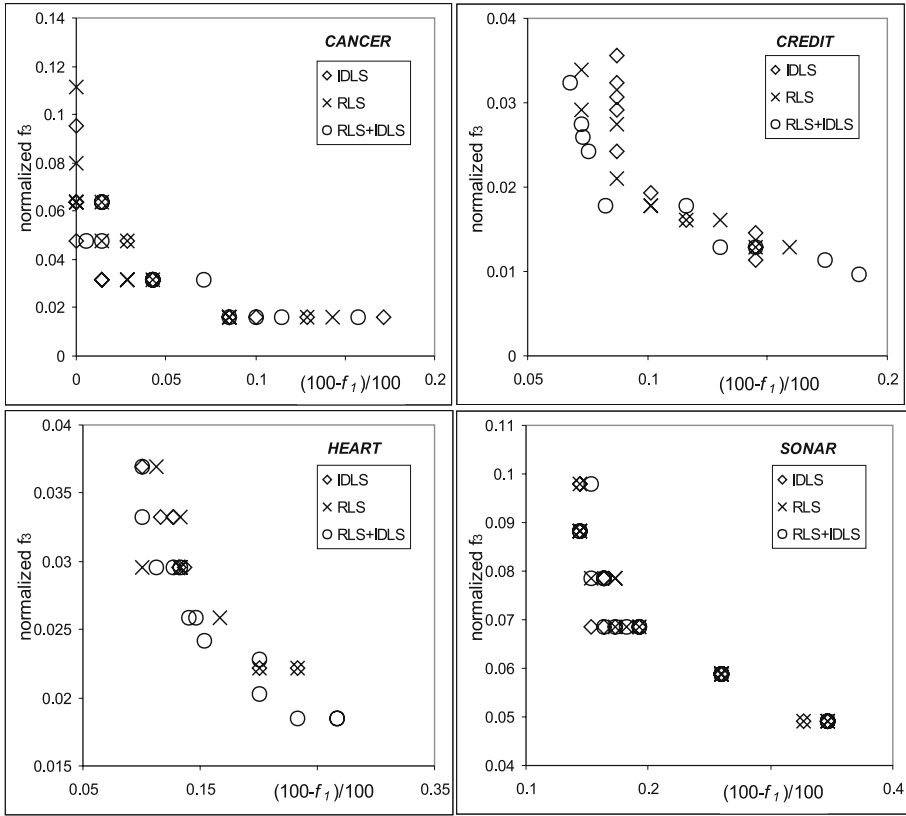 CANCER
IDLS
RLS
RLS+IDLS
normalized f3
0.14
0.12
0.1
0.08
0.06
0.04
0.02
0
0 0.05 0.1 0.2
(100-f1)/100
CREDIT
IDLS
RLS
RLS+IDLS
normalized f3
0.04
0.03
0.02
0.01
0
0.05 0.1 0.2
(100-f1)/100
HEART
IDLS
RLS
RLS+IDLS
normalized f3
0.04
0.035
0.03
0.025
0.02
0.015
0.05 0.15 0.35
(100-f1)/100
SONAR
IDLS
RLS
RLS+IDLS
normalized f3
0.11
0.1
0.09
0.08
0.07
0.06
0.05
0.04
0.1 0.2 0.4
(100-f1)/100